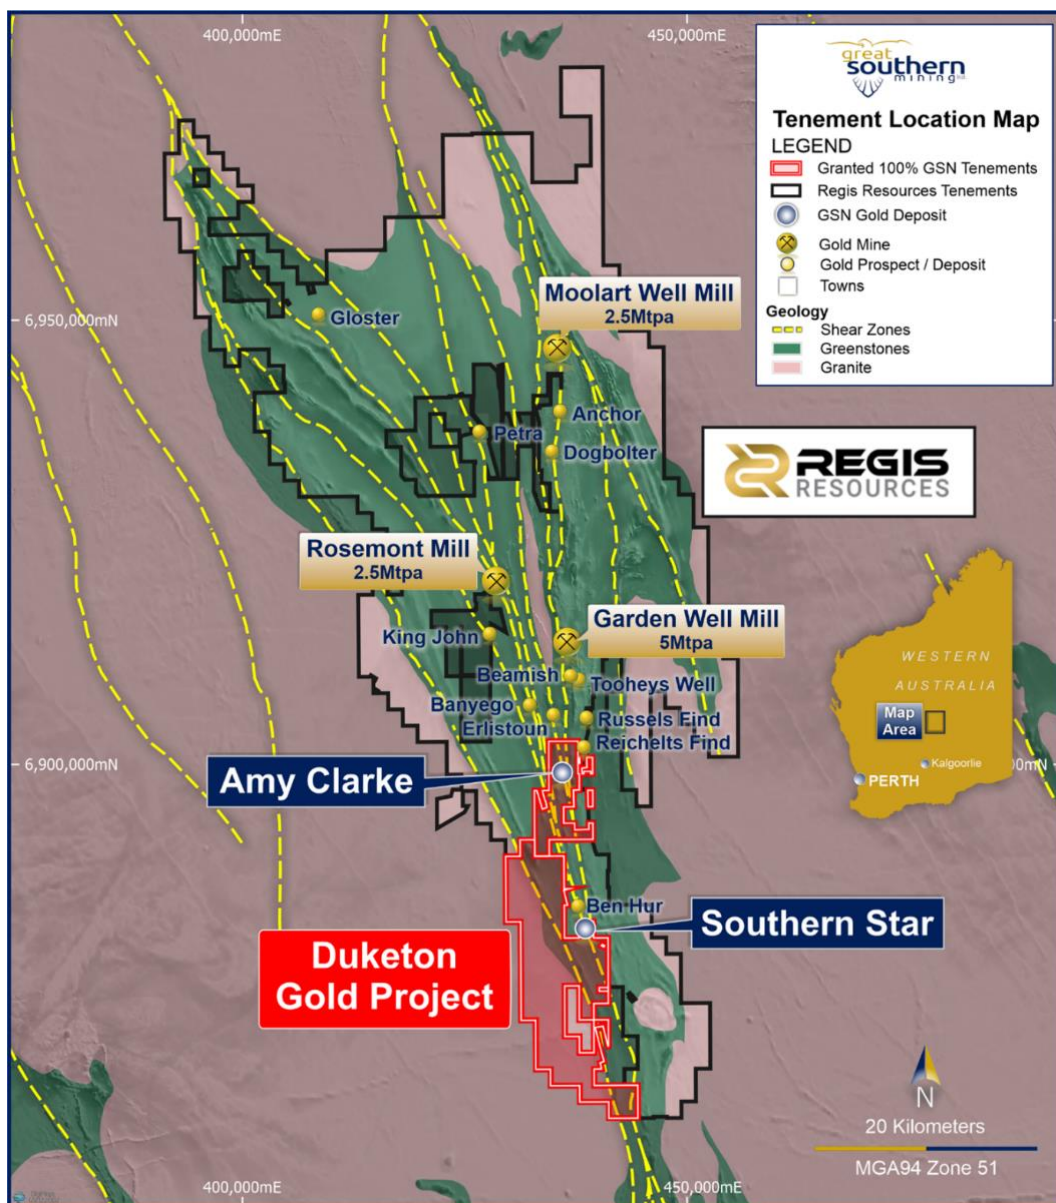 400,000mE
450,000mE
great
southern
mining
Tenement Location Map
LEGEND
Granted 100% GSN Tenements
Regis Resources Tenements
GSN Gold Deposit
Gold Mine
Gold Prospect / Deposit
Towns
Geology
Shear Zones
Greenstones
Granite
Moolart Well Mill
2.5Mtpa
6,950,000mN
Gloster
Anchor
Petra
Dogbolter
REGIS
RESOURCES
Rosemont Mill
2.5Mtpa
Garden Well Mill
5Mtpa
King John
Beamish
Tooheys Well
Banyego
Russels Find
Erlistoun
Reichelts Find
WESTERN
AUSTRALIA
Map
Area
Kalgoorlie
PERTH
6,900,000mN
00mN
Amy Clarke
Ben Hur
Southern Star
Duketon
Gold Project
N
20 Kilometers
MGA94 Zone 51
400,000mE
450,000mE